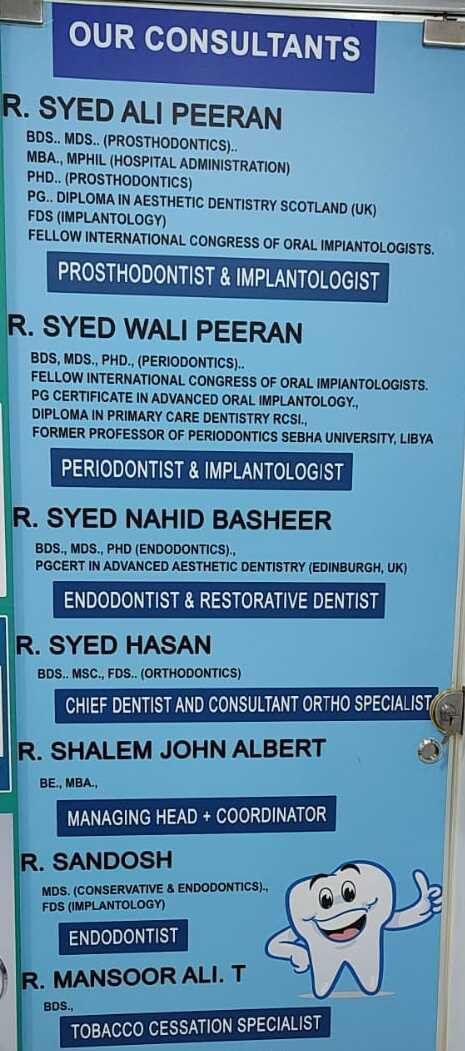 OUR CONSULTANTS
R. SYED ALI PEERAN
BDS.. MDS.. (PROSTHODONTICS)..
MBA., MPHIL (HOSPITAL ADMINISTRATION)
PHD.. (PROSTHODONTICS)
PG.. DIPLOMA IN AESTHETIC DENTISTRY SCOTLAND (UK)
FDS (IMPLANTOLOGY)
FELLOW INTERNATIONAL CONGRESS OF ORAL IMPIANTOLOGISTS.
PROSTHODONTIST & IMPLANTOLOGIST
R. SYED WALI PEERAN
BDS, MDS., PHD., (PERIODONTICS)..
FELLOW INTERNATIONAL CONGRESS OF ORAL IMPIANTOLOGISTS.
PG CERTIFICATE IN ADVANCED ORAL IMPLANTOLOGY.,
DIPLOMA IN PRIMARY CARE DENTISTRY RCSI.,
FORMER PROFESSOR OF PERIODONTICS SEBHA UNIVERSITY, LIBYA
PERIODONTIST & IMPLANTOLOGIST
R. SYED NAHID BASHEER
BDS., MDS., PHD (ENDODONTICS).,
PGCERT IN ADVANCED AESTHETIC DENTISTRY (EDINBURGH, UK)
ENDODONTIST & RESTORATIVE DENTIST
R. SYED HASAN
BDS.. MSC., FDS.. (ORTHODONTICS)
CHIEF DENTIST AND CONSULTANT ORTHO SPECIALIST
R. SHALEM JOHN ALBERT
BE., MBA.,
MANAGING HEAD + COORDINATOR
R. SANDOSH
MDS. (CONSERVATIVE & ENDODONTICS).,
FDS (IMPLANTOLOGY)
ENDODONTIST
R. MANSOOR ALI. T
BDS.,
TOBACCO CESSATION SPECIALIST